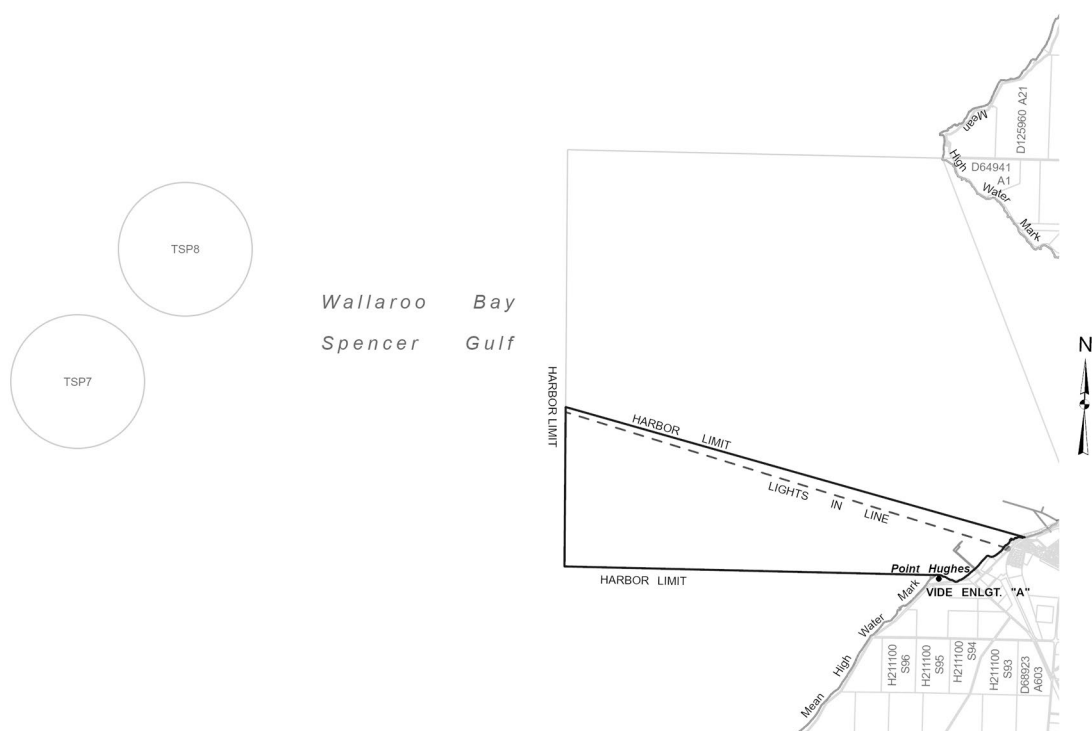 D125960 A21
Mean
High
D64941
A1
Water
Mark
TSP8
Wallaroo Bay
Spencer Gulf
N
TSP7
HARBOR LIMIT
HARBOR LIMIT
LIGHTS IN LINE
Point Hughes
HARBOR LIMIT
VIDE ENLGT. "A"
Mark
Water
High
Mean
H211100
S96
H211100
S95
H211100
S94
H211100
S93
D68923
A603